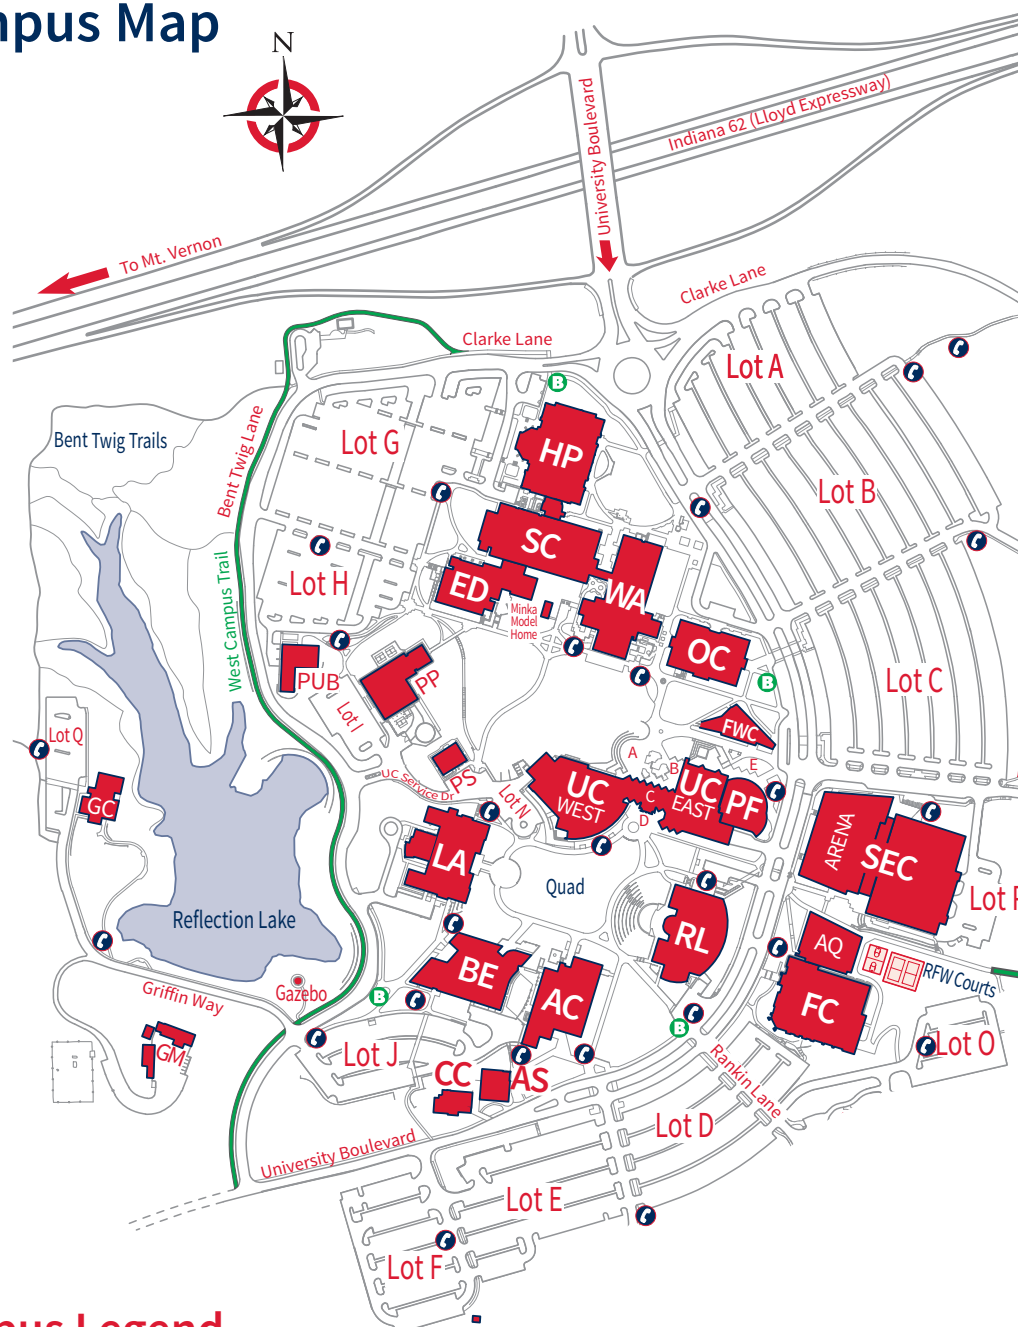 mpus Map
N
University Boulevard
Indiana 62 (Lloyd Expressway)
To Mt. Vernon
Clarke Lane
Clarke Lane
Lot A
B
Bent Twig Trails
Bent Twig Lane
Lot G
HP
Lot B
SC
West Campus Trail
Lot H
ED
WA
Minka
Model
Home
OC
PUB
PP
B
Lot C
Lot I
FWC
Lot Q
A
B
E
UC Service Dr
PS
Lot N
UC
WEST
C
UC
EAST
PF
D
GC
ARENA
SEC
LA
Quad
Lot
Reflection Lake
RL
AQ
RFW Courts
BE
Gazebo
B
AC
FC
Griffin Way
B
GM
Lot J
Lot O
CC
AS
Rankin Lane
Lot D
University Boulevard
Lot E
Lot F
pus Legend